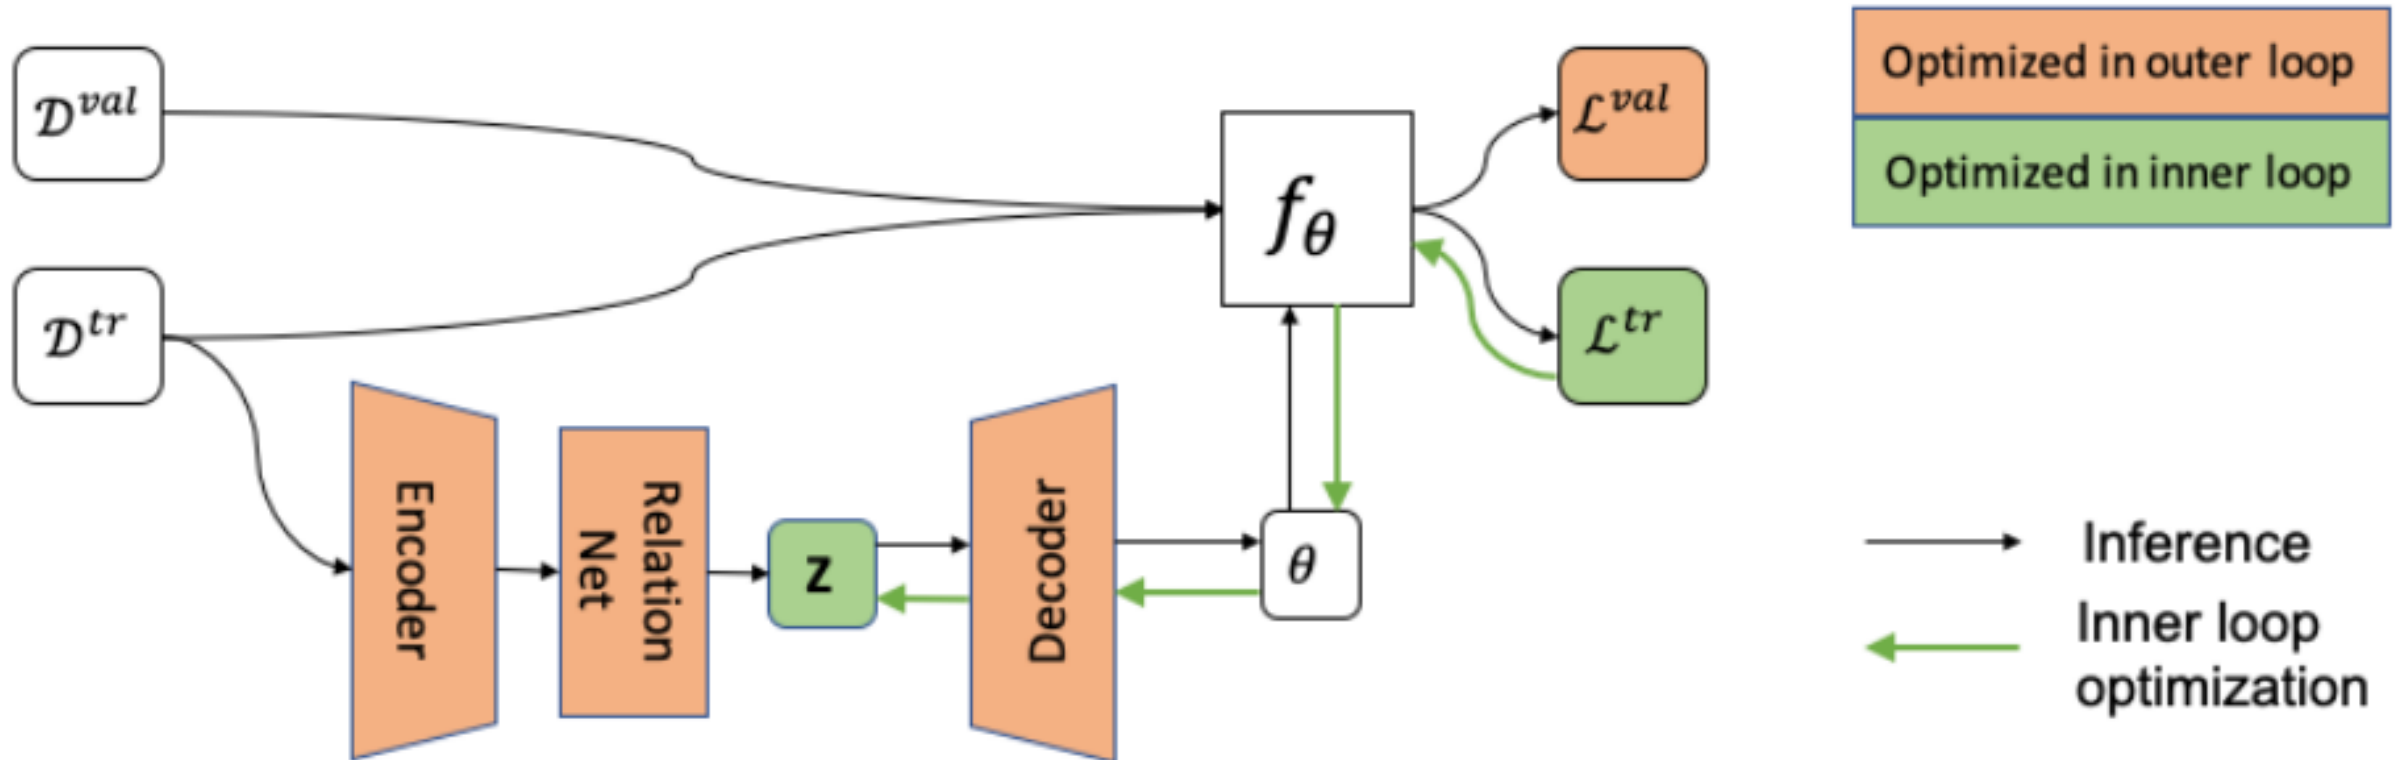 𝒟^val
𝒟^tr
Encoder
Relation
Net
z
Decoder
θ
f_θ
ℒ^val
ℒ^tr
Optimized in outer loop
Optimized in inner loop
Inference
Inner loop
optimization